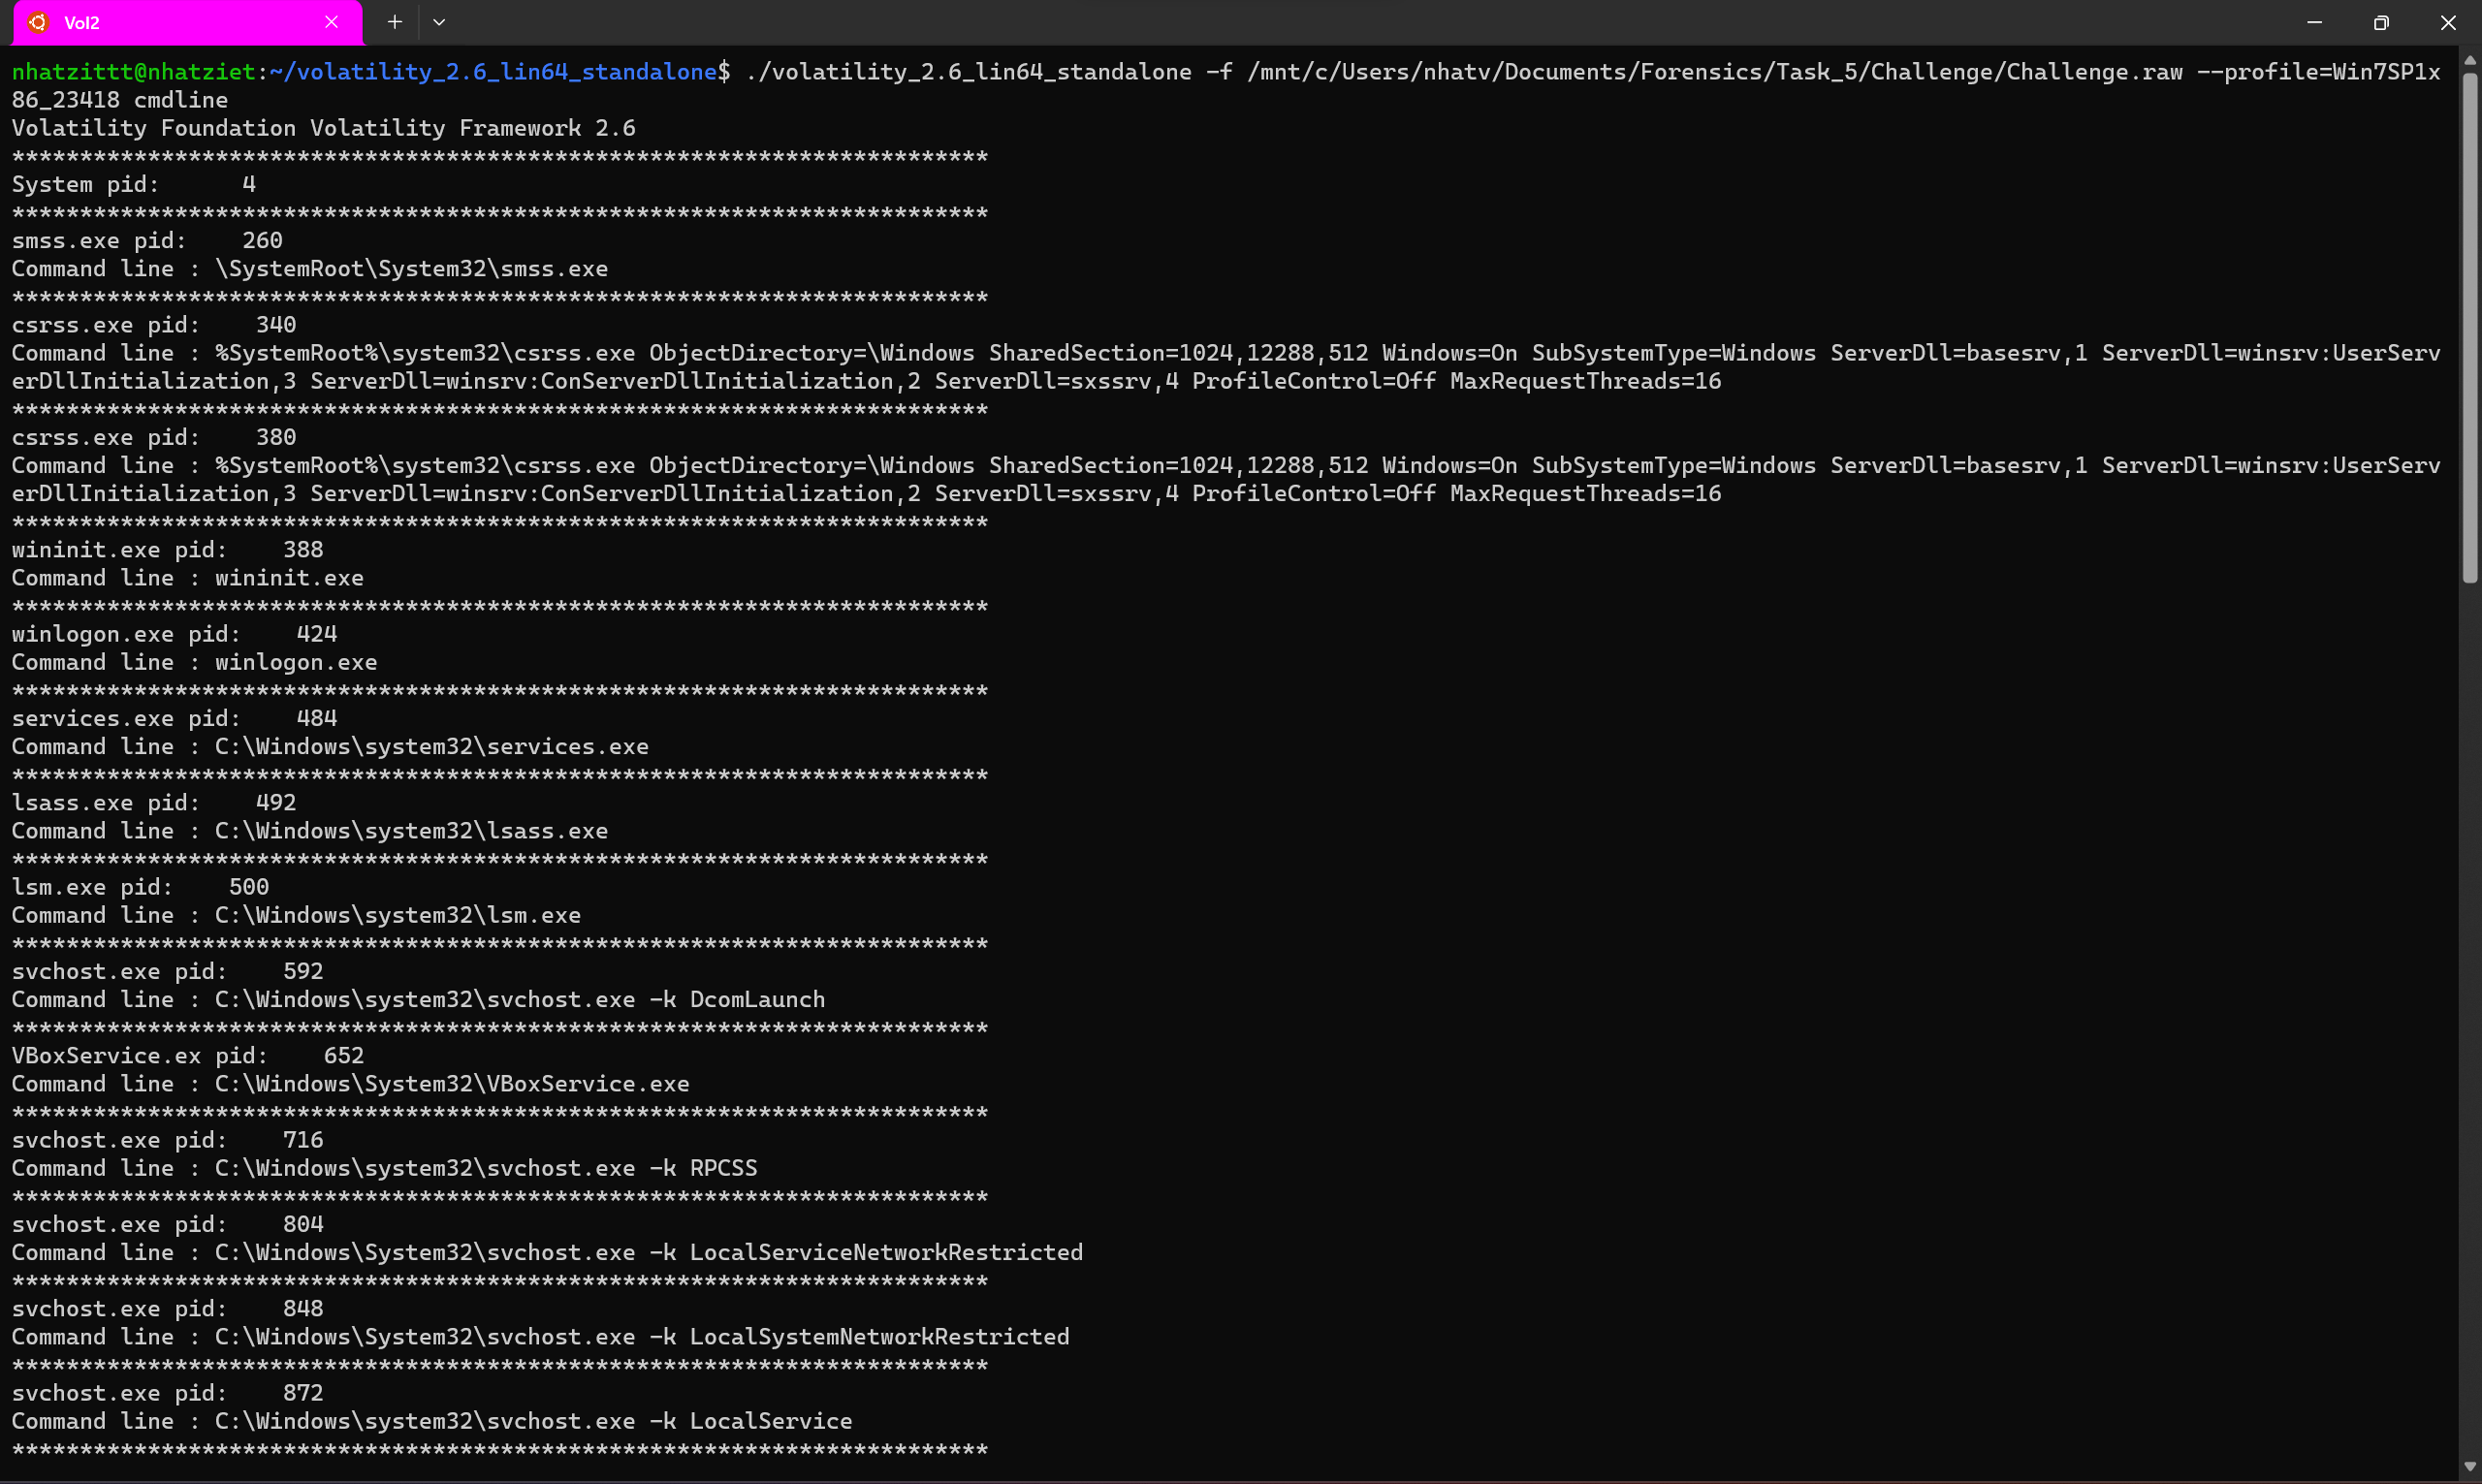 Vol2
nhatzittt@nhatziet:~/volatility_2.6_lin64_standalone$ ./volatility_2.6_lin64_standalone -f /mnt/c/Users/nhatv/Documents/Forensics/Task_5/Challenge/Challenge.raw --profile=Win7SP1x
86_23418 cmdline
Volatility Foundation Volatility Framework 2.6
************************************************************************
System pid:      4
************************************************************************
smss.exe pid:    260
Command line : \SystemRoot\System32\smss.exe
************************************************************************
csrss.exe pid:    340
Command line : %SystemRoot%\system32\csrss.exe ObjectDirectory=\Windows SharedSection=1024,12288,512 Windows=On SubSystemType=Windows ServerDll=basesrv,1 ServerDll=winsrv:UserServ
erDllInitialization,3 ServerDll=winsrv:ConServerDllInitialization,2 ServerDll=sxssrv,4 ProfileControl=Off MaxRequestThreads=16
************************************************************************
csrss.exe pid:    380
Command line : %SystemRoot%\system32\csrss.exe ObjectDirectory=\Windows SharedSection=1024,12288,512 Windows=On SubSystemType=Windows ServerDll=basesrv,1 ServerDll=winsrv:UserServ
erDllInitialization,3 ServerDll=winsrv:ConServerDllInitialization,2 ServerDll=sxssrv,4 ProfileControl=Off MaxRequestThreads=16
************************************************************************
wininit.exe pid:    388
Command line : wininit.exe
************************************************************************
winlogon.exe pid:    424
Command line : winlogon.exe
************************************************************************
services.exe pid:    484
Command line : C:\Windows\system32\services.exe
************************************************************************
lsass.exe pid:    492
Command line : C:\Windows\system32\lsass.exe
************************************************************************
lsm.exe pid:    500
Command line : C:\Windows\system32\lsm.exe
************************************************************************
svchost.exe pid:    592
Command line : C:\Windows\system32\svchost.exe -k DcomLaunch
************************************************************************
VBoxService.ex pid:    652
Command line : C:\Windows\System32\VBoxService.exe
************************************************************************
svchost.exe pid:    716
Command line : C:\Windows\system32\svchost.exe -k RPCSS
************************************************************************
svchost.exe pid:    804
Command line : C:\Windows\System32\svchost.exe -k LocalServiceNetworkRestricted
************************************************************************
svchost.exe pid:    848
Command line : C:\Windows\System32\svchost.exe -k LocalSystemNetworkRestricted
************************************************************************
svchost.exe pid:    872
Command line : C:\Windows\system32\svchost.exe -k LocalService
************************************************************************